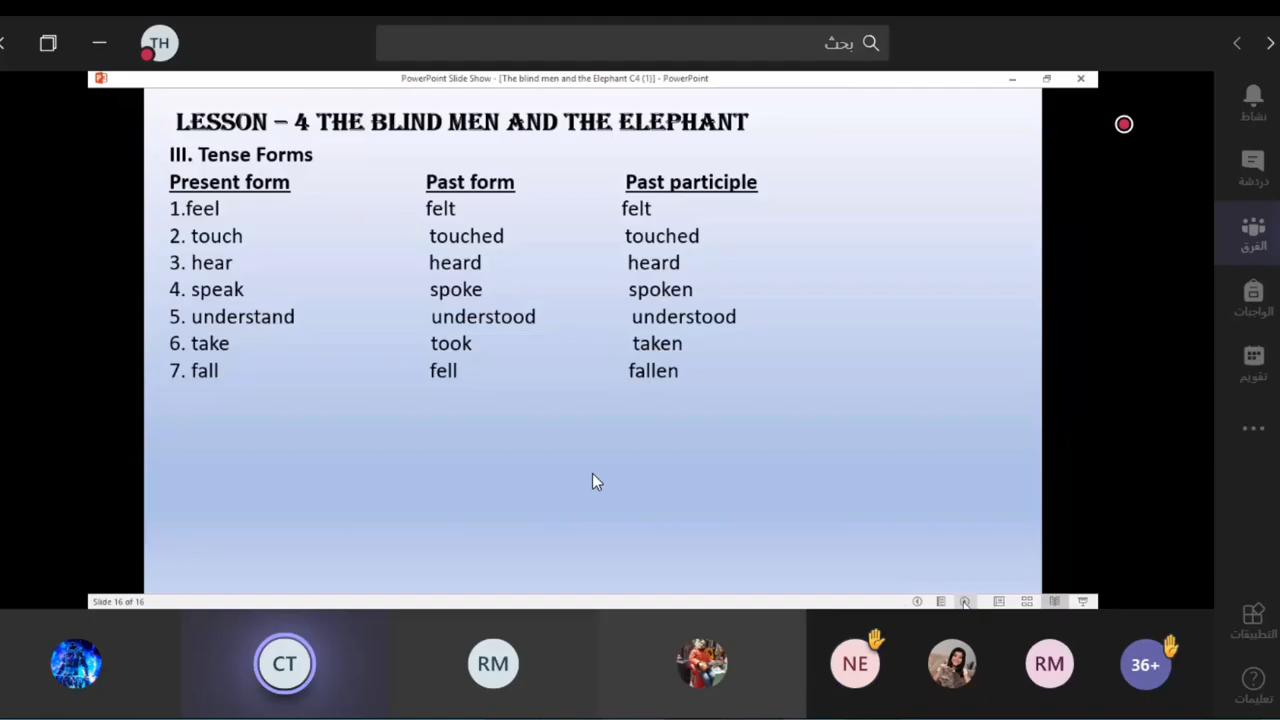 TH
بحث
PowerPoint Slide Show - [The blind men and the Elephant C4 (1)] - PowerPoint
LESSON – 4 THE BLIND MEN AND THE ELEPHANT
III. Tense Forms
Present form Past form Past participle
1.feel felt felt
2. touch touched touched
3. hear heard heard
4. speak spoke spoken
5. understand understood understood
6. take took taken
7. fall fell fallen
Slide 16 of 16
نشاط
دردشة
الفرق
الواجبات
تقويم
التطبيقات
تعليمات
CT
RM
NE
RM
36+